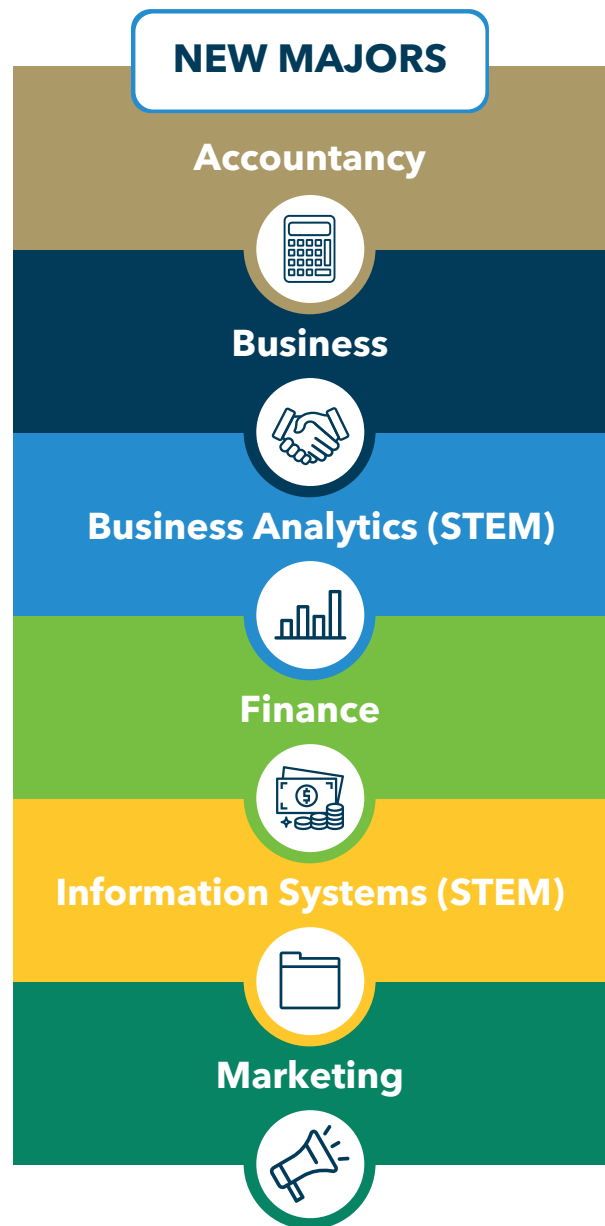 NEW MAJORS
Accountancy
Business
Business Analytics (STEM)
Finance
$
Information Systems (STEM)
Marketing